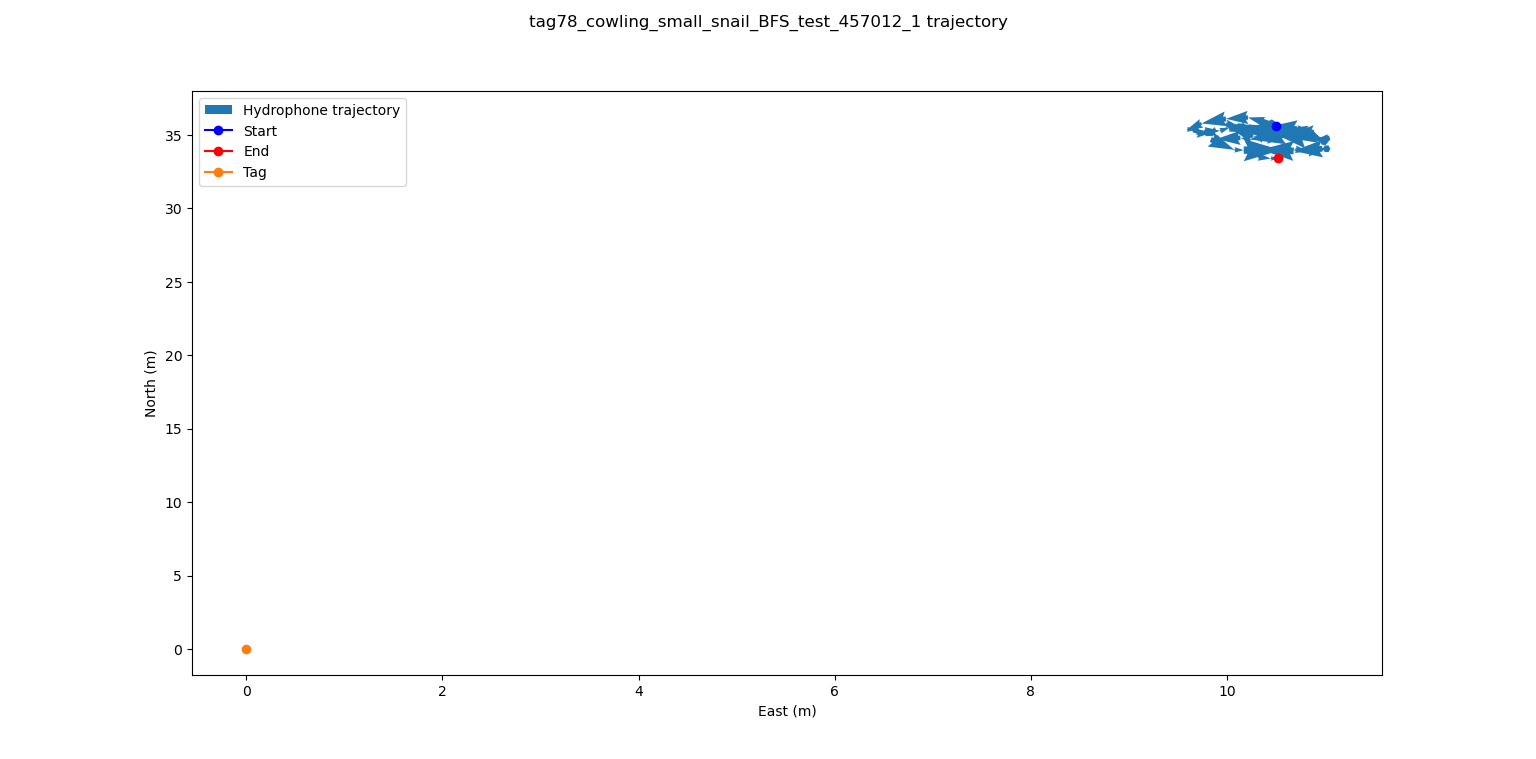 tag78_cowling_small_snail_BFS_test_457012_1 trajectory
Hydrophone trajectory
Start
End
Tag
35
30
25
20
15
10
5
0
North (m)
0 2 4 6 8 10
East (m)